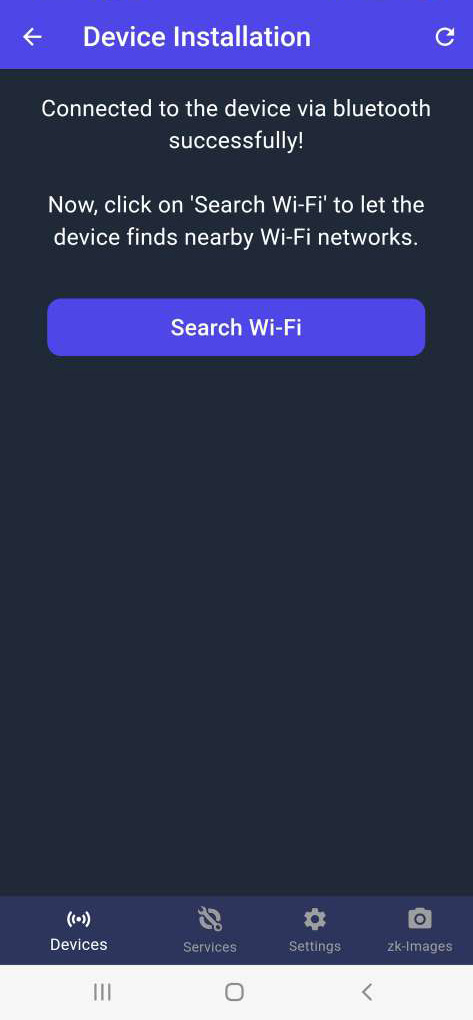 Device Installation
Connected to the device via bluetooth
successfully!
Now, click on 'Search Wi-Fi' to let the
device finds nearby Wi-Fi networks.
Search Wi-Fi
Devices
Services
Settings
zk-Images